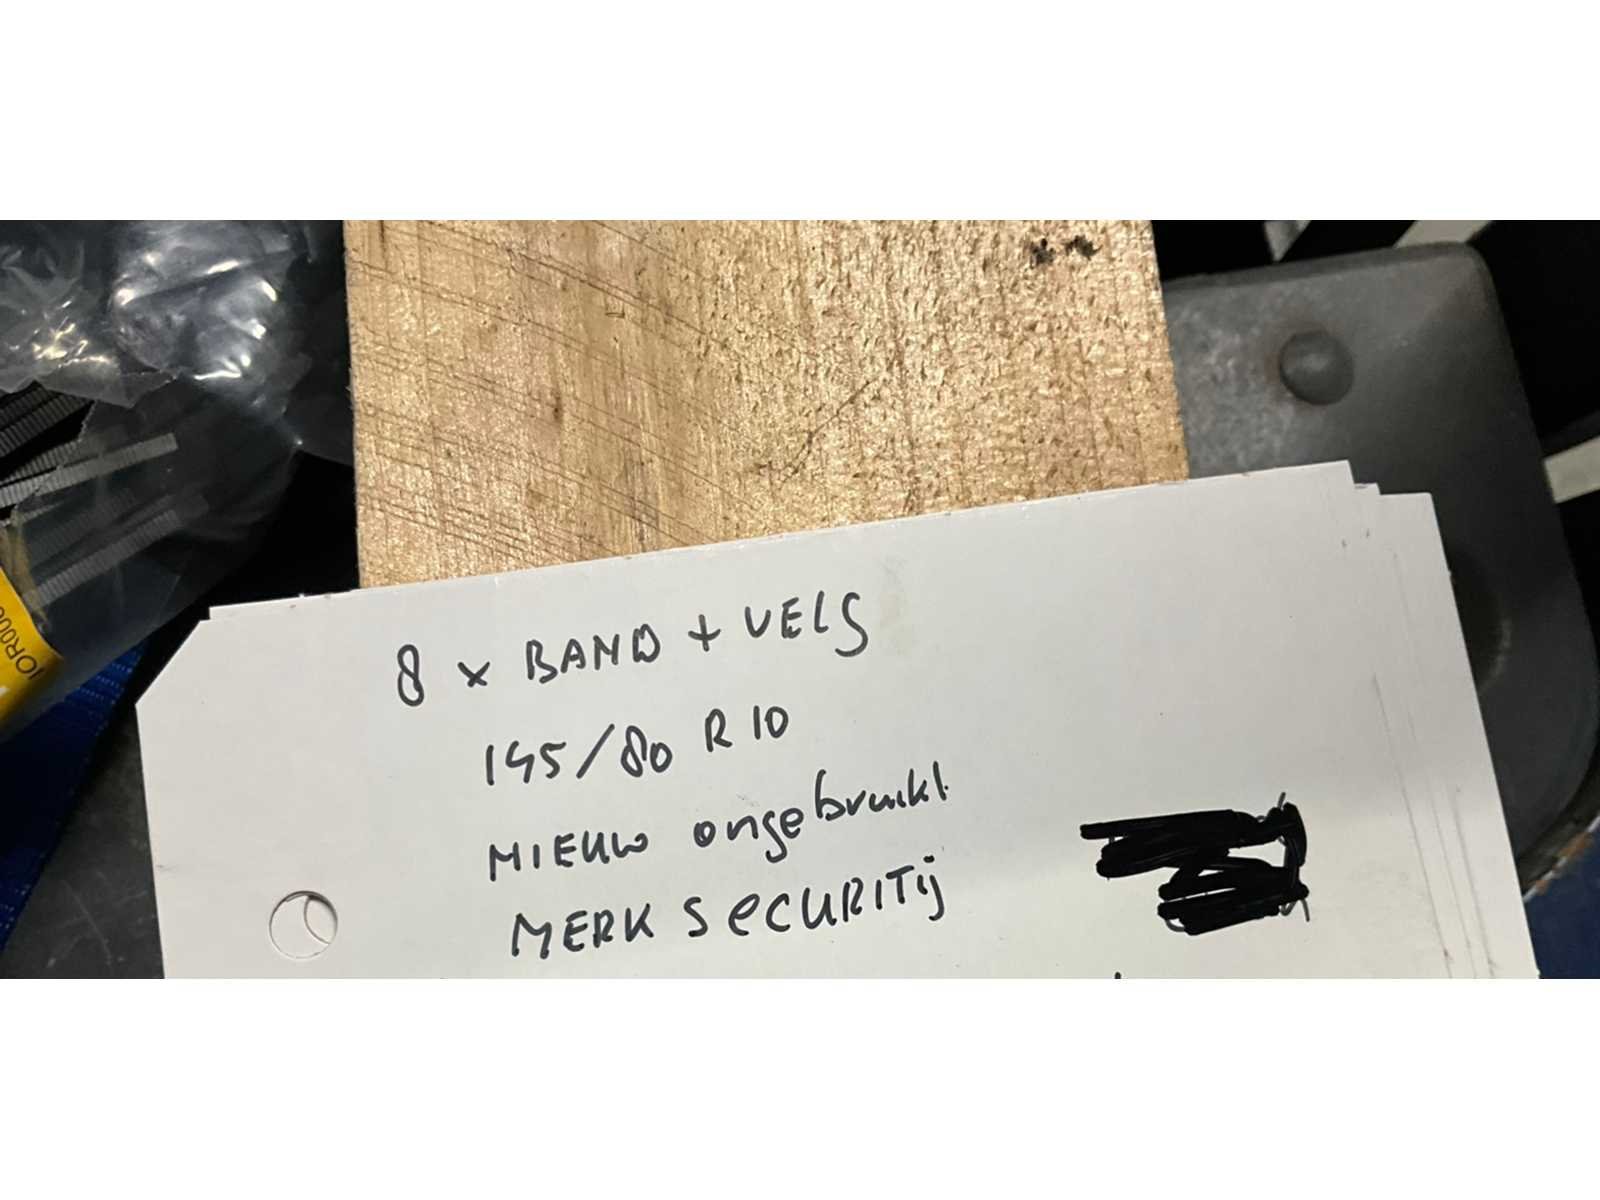 8 x BAND + VELG
145/80 R 10
NIEUW ongebruikt
MERK SECURITY